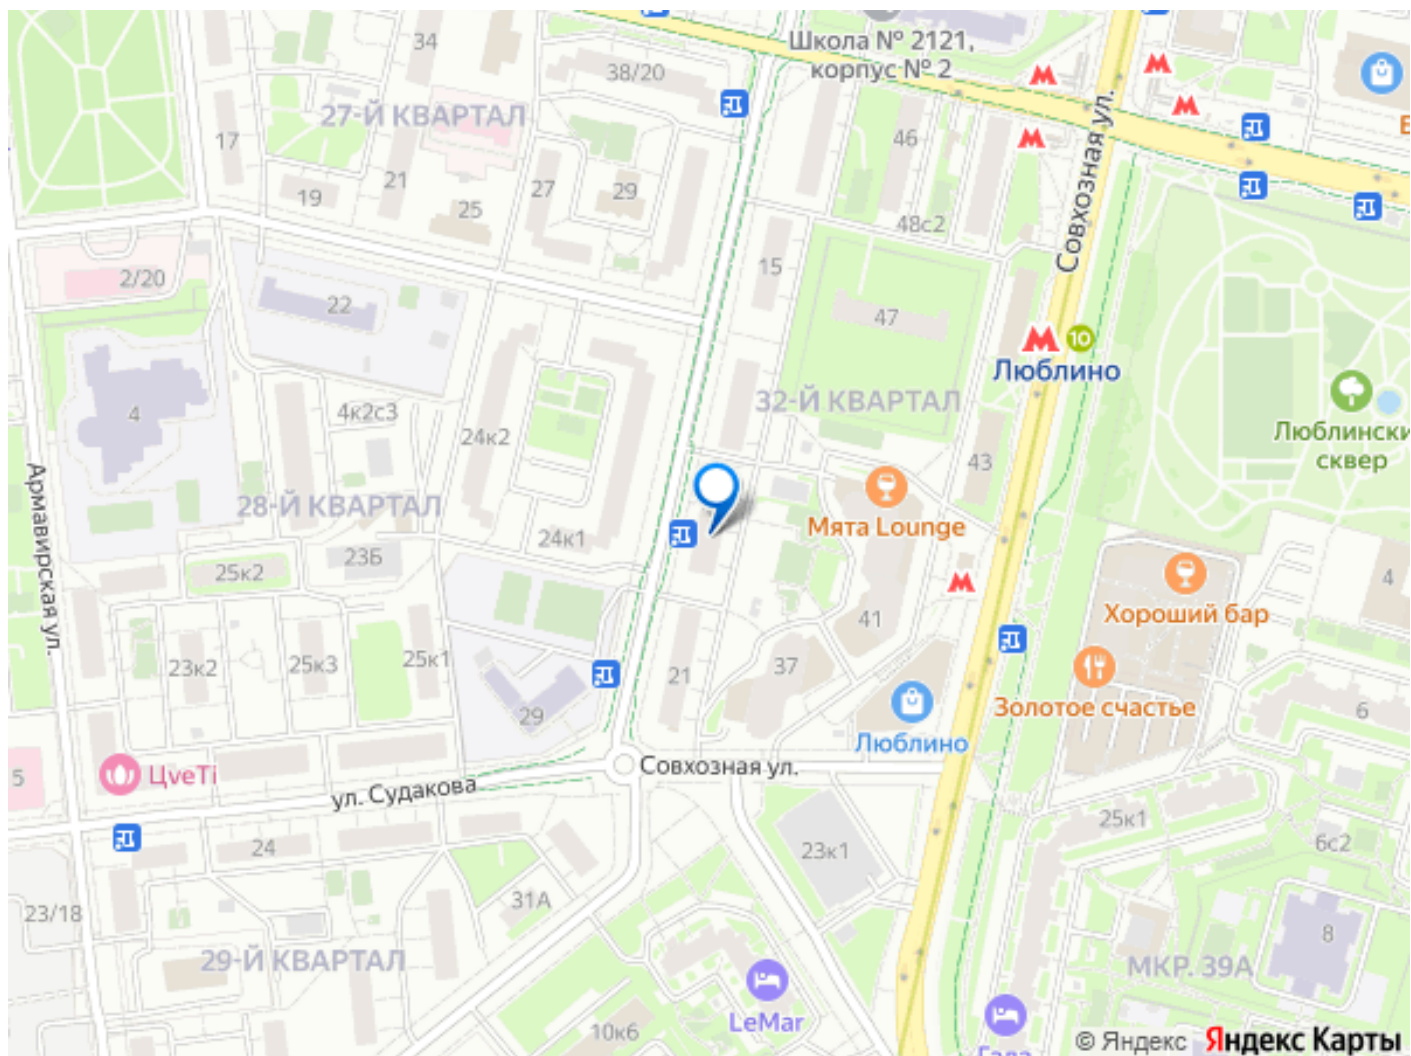 34
Школа № 2121,
корпус № 2
38/20
27-Й КВАРТАЛ
17
46
Совхозная ул.
21
27
29
19
25
48с2
15
2/20
22
47
10
Люблино
32-Й КВАРТАЛ
4
4к2с3
24к2
43
Люблински
сквер
Армавирская ул.
28-Й КВАРТАЛ
Мята Lounge
24к1
23Б
25к2
4
Хороший бар
41
23к2
25к3
25к1
21
37
29
Золотое счастье
6
Люблино
5
ЦveTi
Совхозная ул.
ул. Судакова
25к1
24
23к1
6с2
31А
23/18
8
29-Й КВАРТАЛ
МКР. 39А
LeMar
10к6
Гала
© Яндекс Яндекс Карты